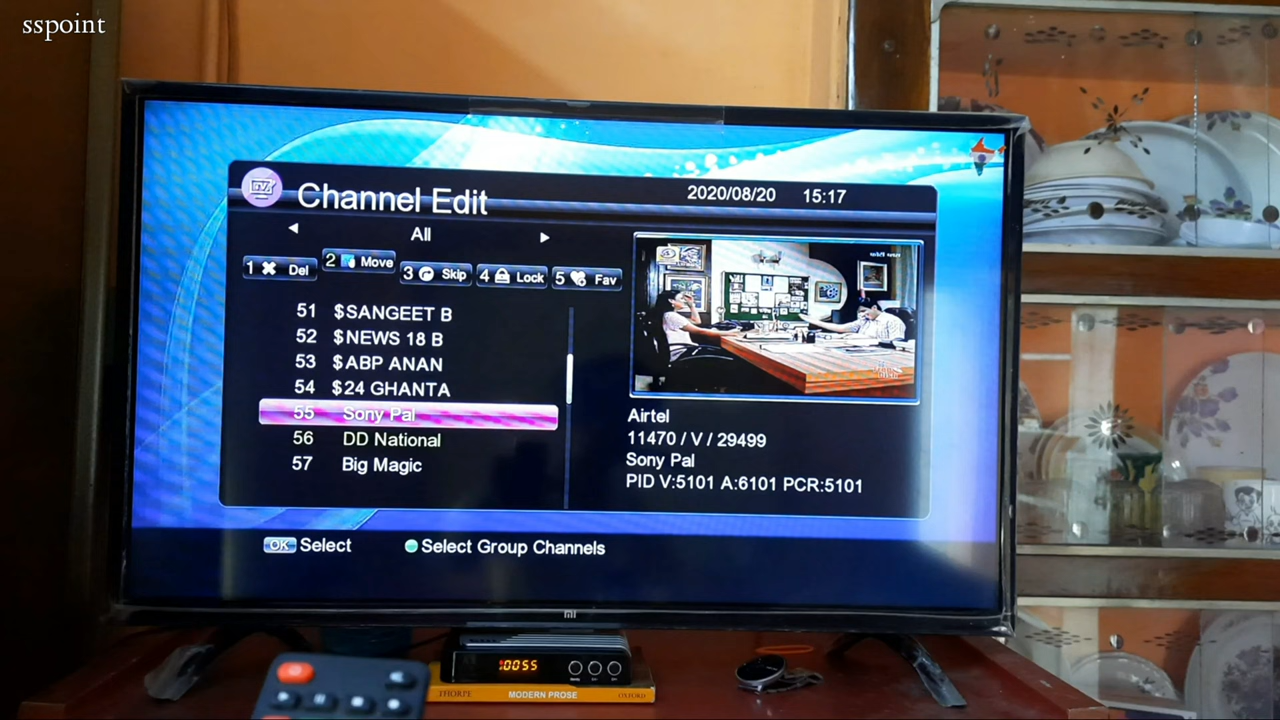 sspoint
Channel Edit
2020/08/20 15:17
All
1 Del
2 Move
3 Skip
4 Lock
5 Fav
51 $SANGEET B
52 $NEWS 18 B
53 $ABP ANAN
54 $24 GHANTA
55 Sony Pal
56 DD National
57 Big Magic
Airtel
11470 / V / 29499
Sony Pal
PID V:5101 A:6101 PCR:5101
OK Select
Select Group Channels
mi
0055
THORPE MODERN PROSE OXFORD